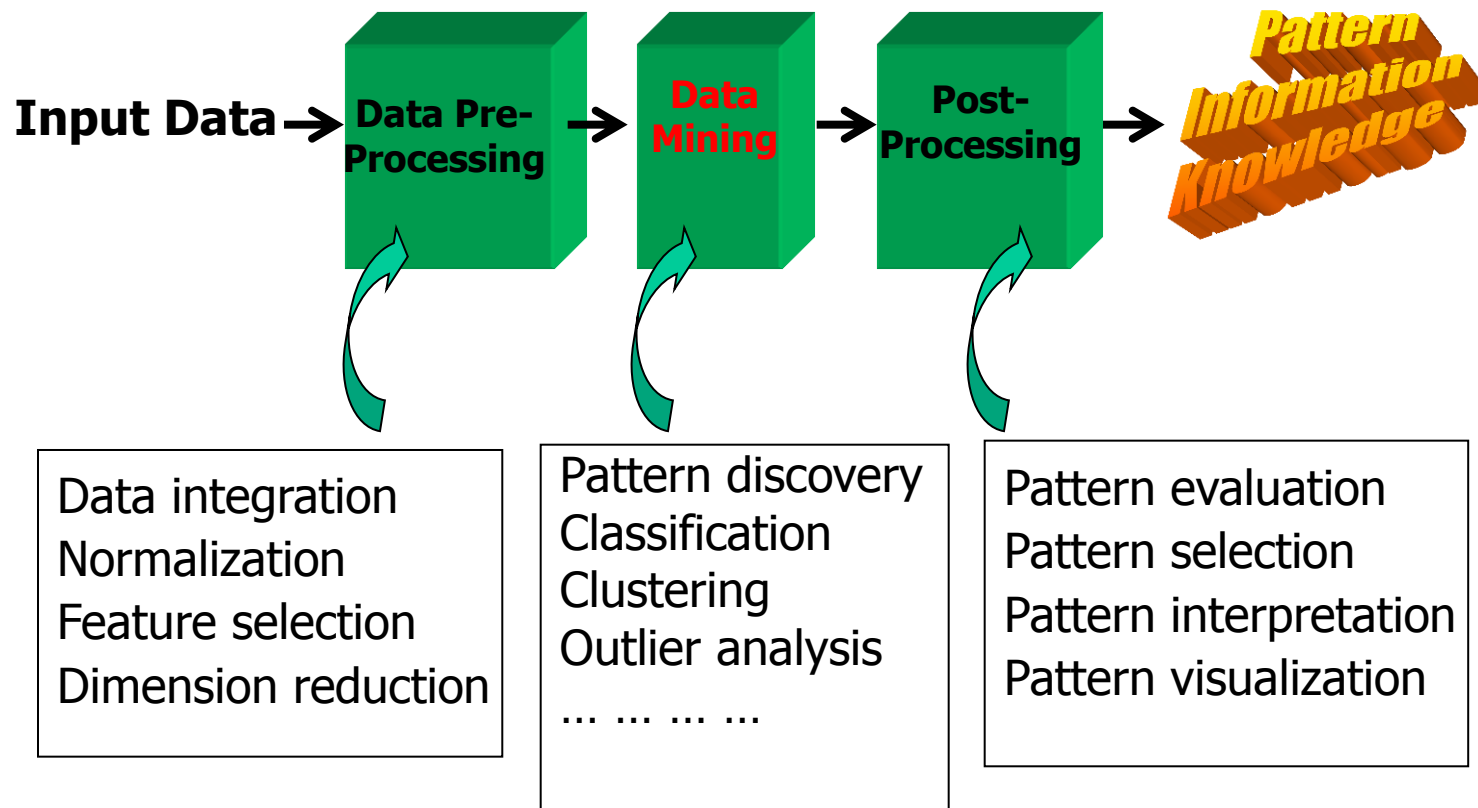 Input Data
Data Pre-
Processing
Data
Mining
Post-
Processing
Pattern
Information
Knowledge
Data integration
Normalization
Feature selection
Dimension reduction
Pattern discovery
Classification
Clustering
Outlier analysis
... ... ... ...
Pattern evaluation
Pattern selection
Pattern interpretation
Pattern visualization